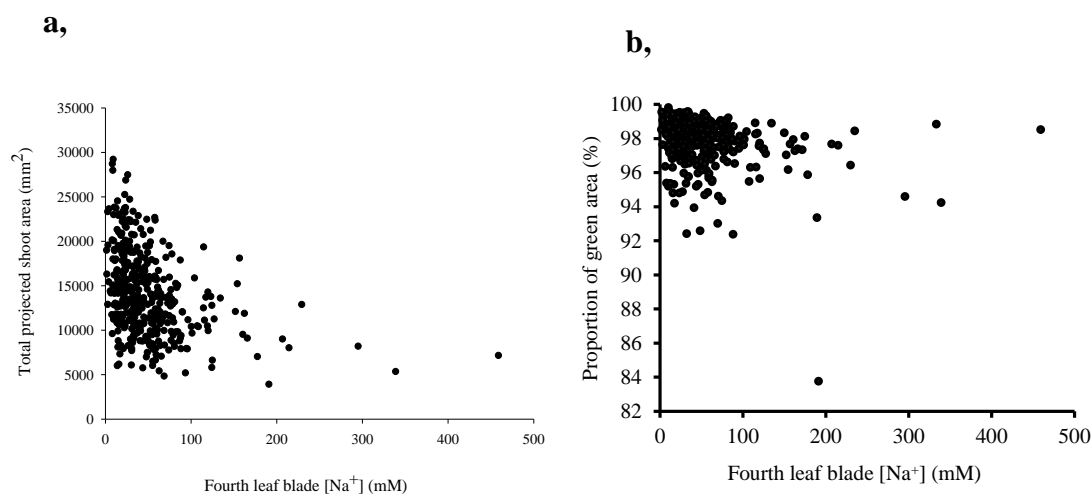 a,
35000
30000
25000
20000
15000
10000
5000
0
0 100 200 300 400 500
Total projected shoot area (mm²)
Fourth leaf blade [Na⁺] (mM)
b,
100
98
96
94
92
90
88
86
84
82
0 100 200 300 400 500
Proportion of green area (%)
Fourth leaf blade [Na⁺] (mM)